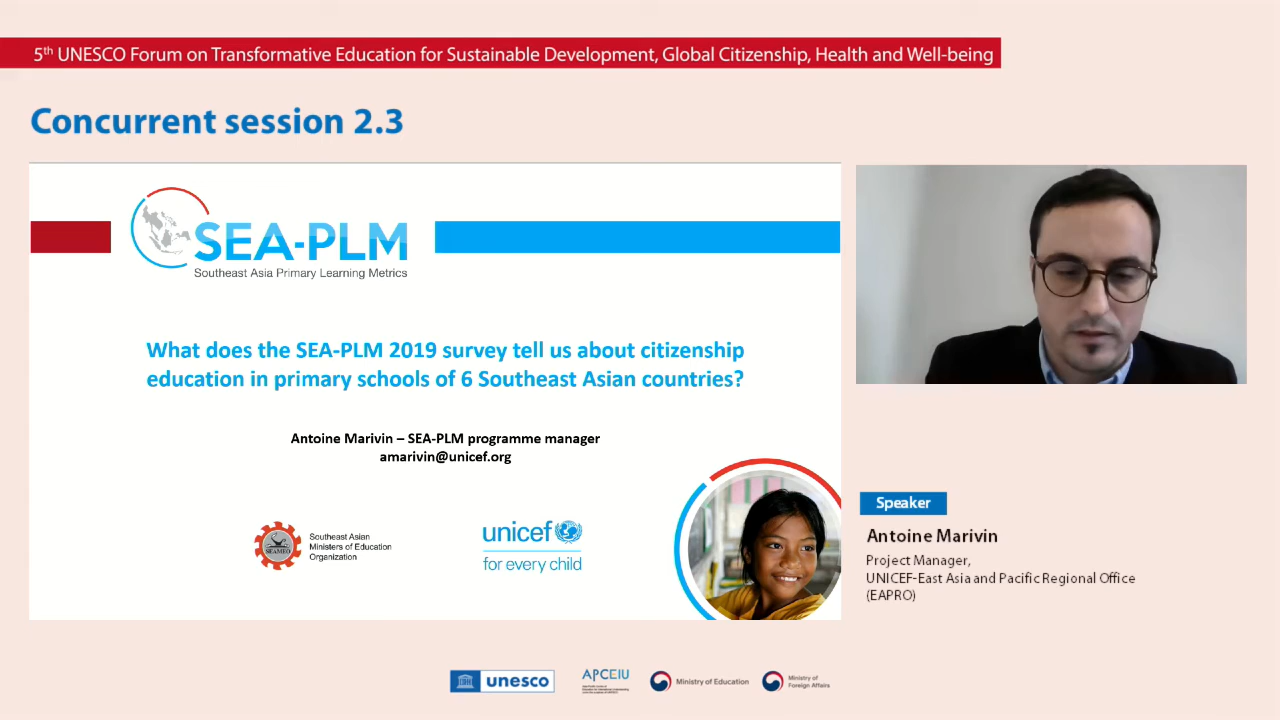 5th UNESCO Forum on Transformative Education for Sustainable Development, Global Citizenship, Health and Well-being
Concurrent session 2.3
SEA-PLM
Southeast Asia Primary Learning Metrics
What does the SEA-PLM 2019 survey tell us about citizenship
education in primary schools of 6 Southeast Asian countries?
Antoine Marivin – SEA-PLM programme manager
amarivin@unicef.org
SEAMEO
Southeast Asian
Ministers of Education
Organization
unicef
for every child
Speaker
Antoine Marivin
Project Manager,
UNICEF-East Asia and Pacific Regional Office
(EAPRO)
unesco
APCEIU
Ministry of Education
Ministry of
Foreign Affairs